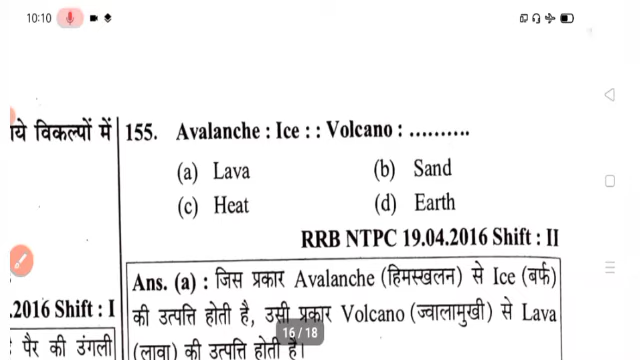 10:10
ये विकल्पों में
155. Avalanche : Ice : : Volcano : ..........
(a) Lava (b) Sand
(c) Heat (d) Earth
RRB NTPC 19.04.2016 Shift : II
Ans. (a) : जिस प्रकार Avalanche (हिमस्खलन) से Ice (बर्फ)
.2016 Shift : I
की उत्पत्ति होती है, उसी प्रकार Volcano (ज्वालामुखी) से Lava
16 / 18
पैर की उंगली
(लावा) की उत्पत्ति होती है।